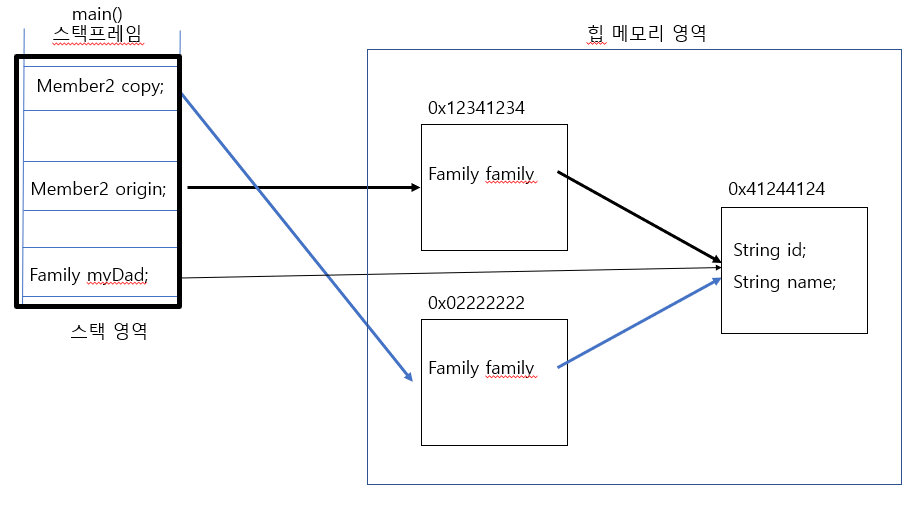 main()
스택프레임
Member2 copy;
Member2 origin;
Family myDad;
스택 영역
힙 메모리 영역
0x12341234
Family family
0x41244124
String id;
String name;
0x02222222
Family family